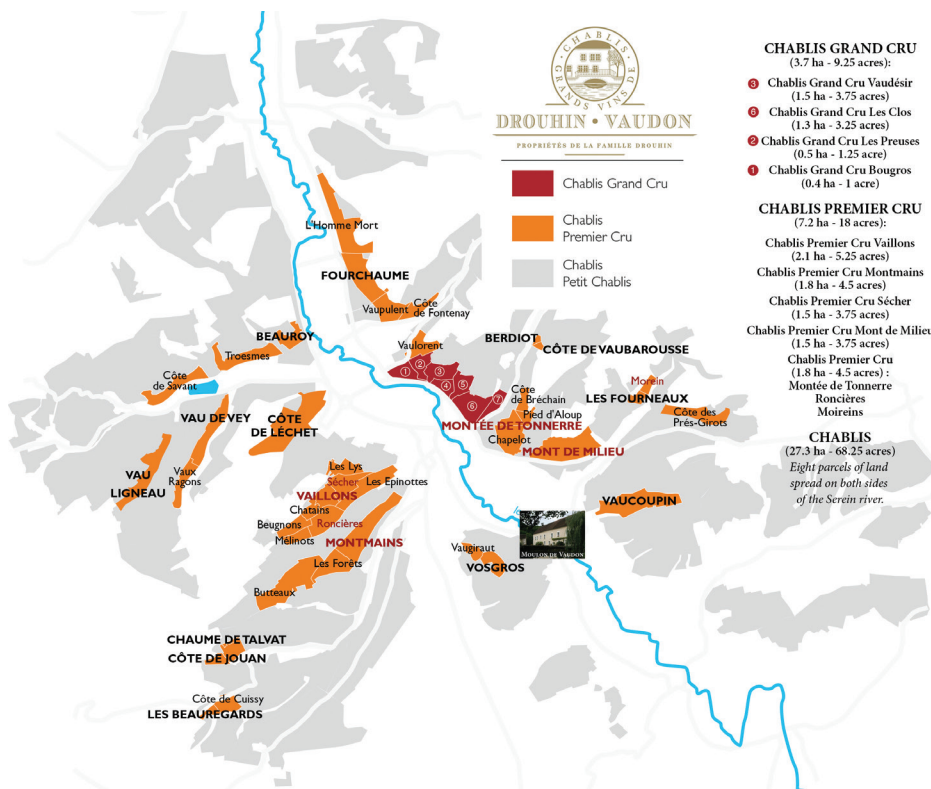 CHABLIS
GRANDS VINS DE
DROUHIN • VAUDON
PROPRIÉTÉS DE LA FAMILLE DROUHIN
Chablis Grand Cru
Chablis
Premier Cru
Chablis
Petit Chablis
CHABLIS GRAND CRU
(3.7 ha - 9.25 acres):
3 Chablis Grand Cru Vaudésir
(1.5 ha - 3.75 acres)
6 Chablis Grand Cru Les Clos
(1.3 ha - 3.25 acres)
2 Chablis Grand Cru Les Preuses
(0.5 ha - 1.25 acre)
1 Chablis Grand Cru Bougros
(0.4 ha - 1 acre)
CHABLIS PREMIER CRU
(7.2 ha - 18 acres):
Chablis Premier Cru Vaillons
(2.1 ha - 5.25 acres)
Chablis Premier Cru Montmains
(1.8 ha - 4.5 acres)
Chablis Premier Cru Sécher
(1.5 ha - 3.75 acres)
Chablis Premier Cru Mont de Milieu
(1.5 ha - 3.75 acres)
Chablis Premier Cru
(1.8 ha - 4.5 acres) :
Montée de Tonnerre
Roncières
Moireins
CHABLIS
(27.3 ha - 68.25 acres)
Eight parcels of land
spread on both sides
of the Serein river.
L'Homme Mort
FOURCHAUME
Vaupulent
Côte
de Fontenay
BEAUROY
Troesmes
Côte
de Savant
Vaulorent
1
2
3
4
5
6
7
BERDIOT
CÔTE DE VAUBAROUSSE
Côte
de Bréchain
Pied d'Aloup
MONTÉE DE TONNERRE
Chapelot
MONT DE MILIEU
Morein
LES FOURNEAUX
Côte des
Prés-Girots
VAU DE VEY
CÔTE
DE LÉCHET
VAU
LIGNEAU
Vaux
Ragons
Les Lys
Sécher
Les Epinottes
VAILLONS
Chatains
Beugnons
Roncières
Mélinots
MONTMAINS
Les Forêts
Butteaux
VAUCOUPIN
MOULON DE VAUDON
Vaugiraut
VOSGROS
CHAUME DE TALVAT
CÔTE DE JOUAN
Côte de Cuissy
LES BEAUREGARDS